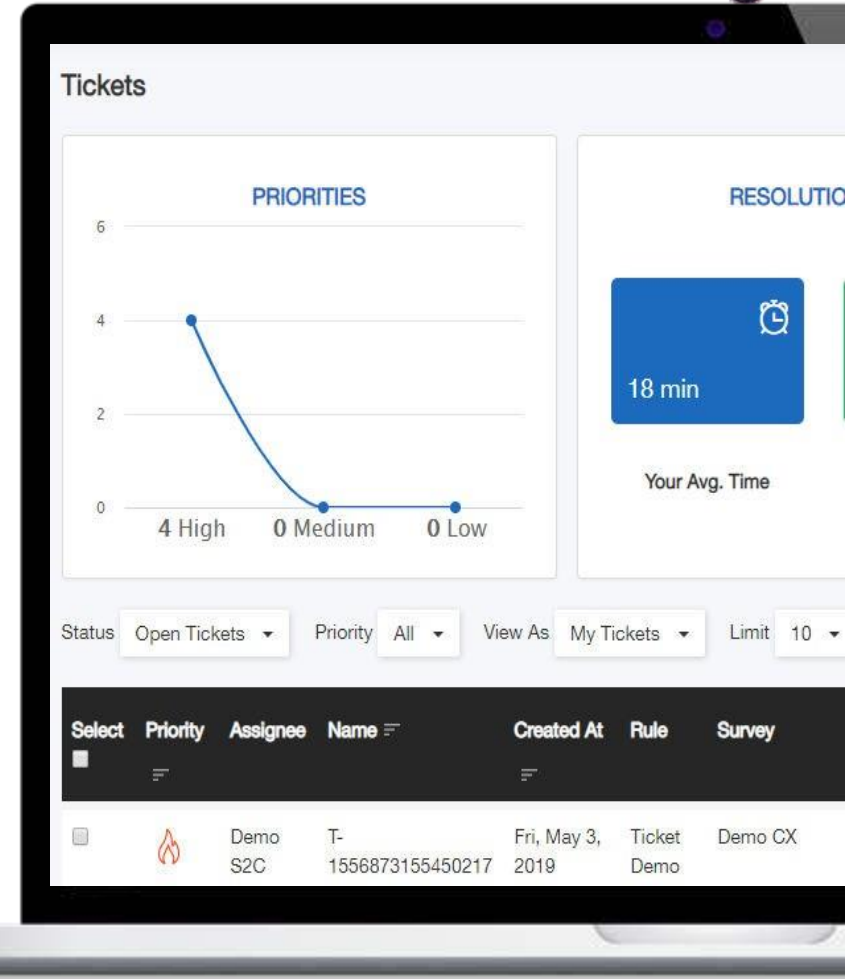 Tickets
PRIORITIES
6
4
2
0
4 High 0 Medium 0 Low
RESOLUTIO
18 min
Your Avg. Time
Status Open Tickets Priority All View As My Tickets Limit 10
Select Priority Assignee Name Created At Rule Survey
Demo T- Fri, May 3, Ticket Demo CX
S2C 1556873155450217 2019 Demo